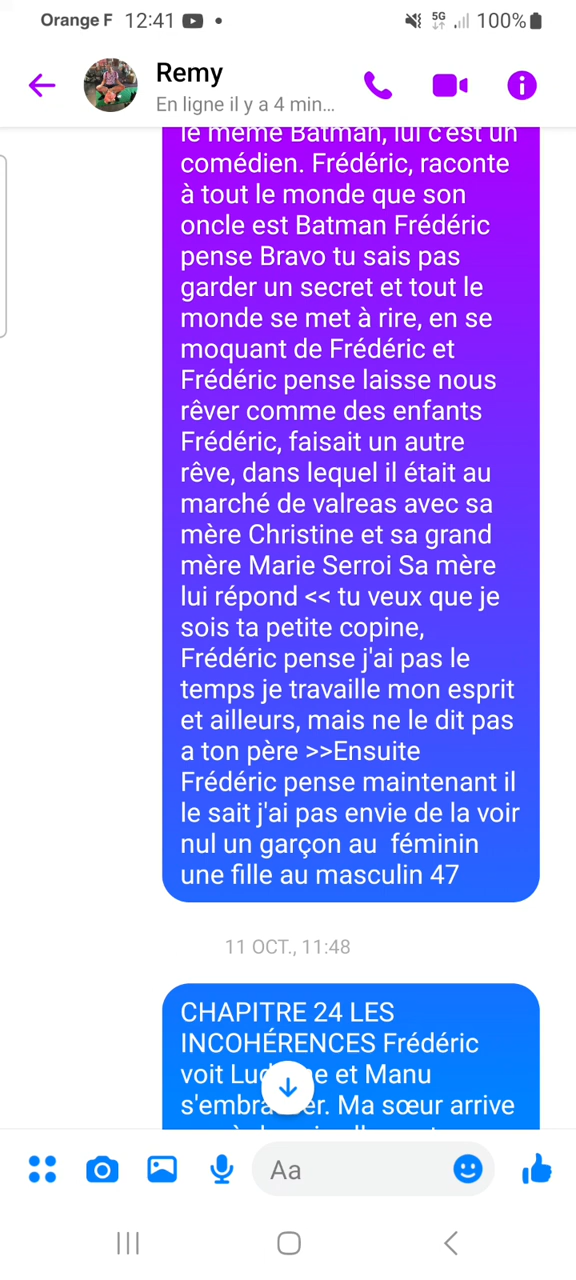 Orange F 12:41
5G 100%
Remy
En ligne il y a 4 min...
le même Batman, lui c'est un
comédien. Frédéric, raconte
à tout le monde que son
oncle est Batman Frédéric
pense Bravo tu sais pas
garder un secret et tout le
monde se met à rire, en se
moquant de Frédéric et
Frédéric pense laisse nous
rêver comme des enfants
Frédéric, faisait un autre
rêve, dans lequel il était au
marché de valreas avec sa
mère Christine et sa grand
mère Marie Serroi Sa mère
lui répond << tu veux que je
sois ta petite copine,
Frédéric pense j'ai pas le
temps je travaille mon esprit
et ailleurs, mais ne le dit pas
a ton père >>Ensuite
Frédéric pense maintenant il
le sait j'ai pas envie de la voir
nul un garçon au féminin
une fille au masculin 47
11 OCT., 11:48
CHAPITRE 24 LES
INCOHÉRENCES Frédéric
voit et Manu
Ma sœur arrive
Aa